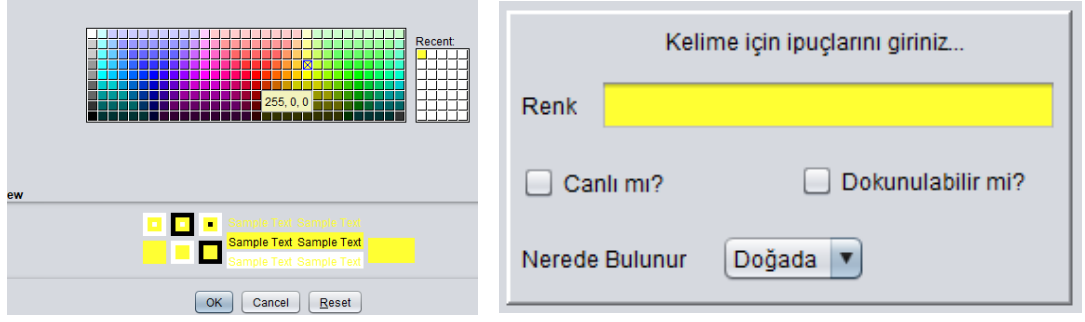 Recent:
255, 0, 0
ew
Sample Text Sample Text
Sample Text Sample Text
Sample Text Sample Text
OK Cancel Reset
Kelime için ipuçlarını giriniz...
Renk
Canlı mı? Dokunulabilir mi?
Nerede Bulunur Doğada